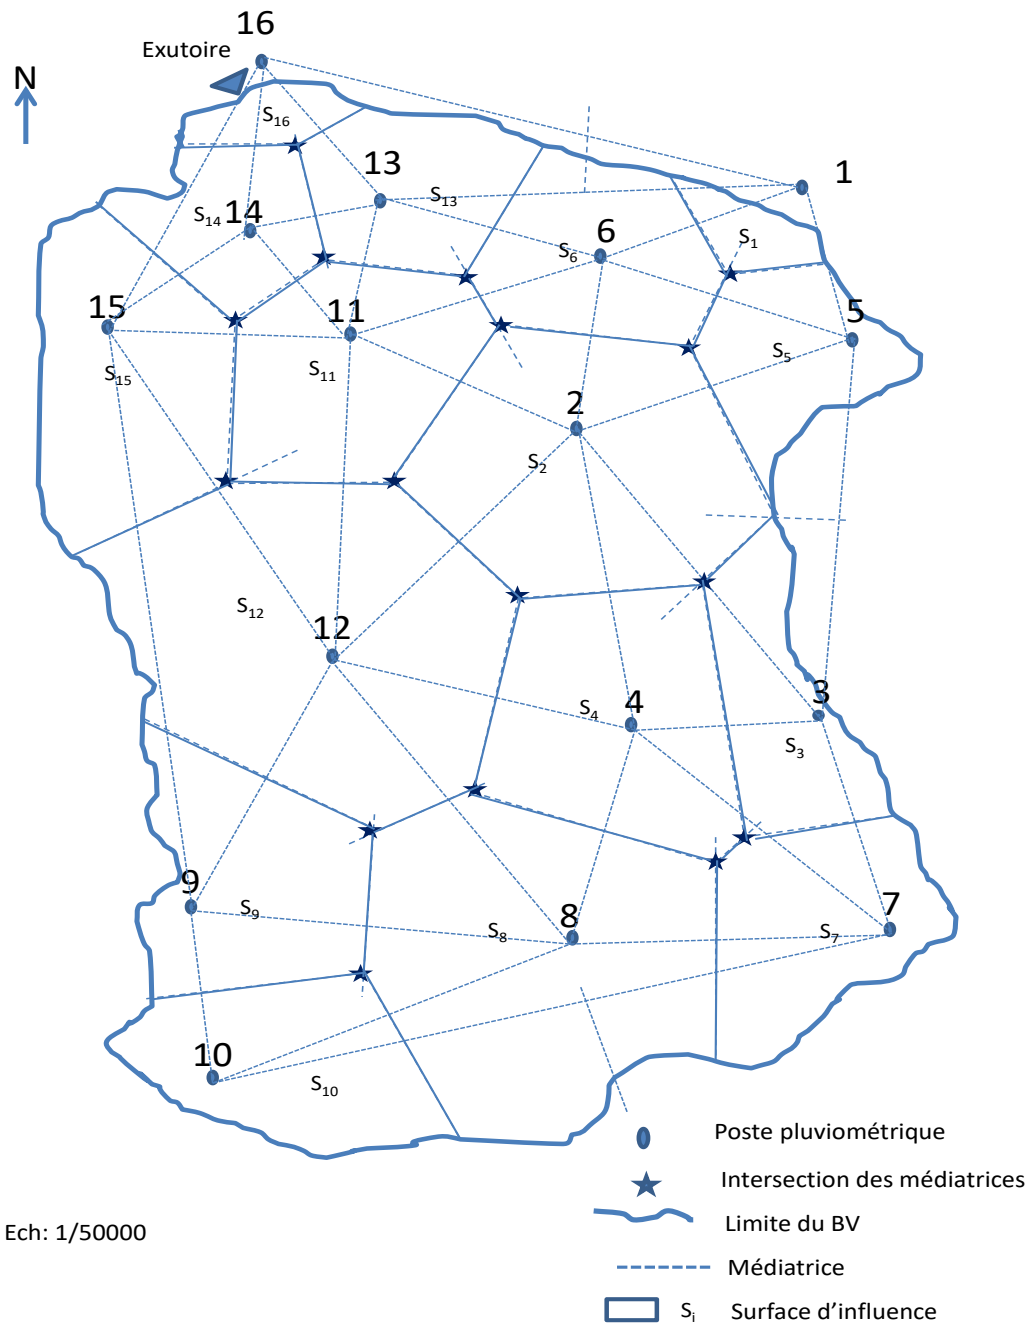 16
Exutoire
N
S16
13
1
S13
S14
14
6
S1
S6
15
11
5
S5
S11
S15
2
S2
S12
12
3
4
S4
S3
9
7
8
S9
S8
S7
10
S10
Poste pluviométrique
Intersection des médiatrices
Limite du BV
Ech: 1/50000
Médiatrice
Si
Surface d’influence